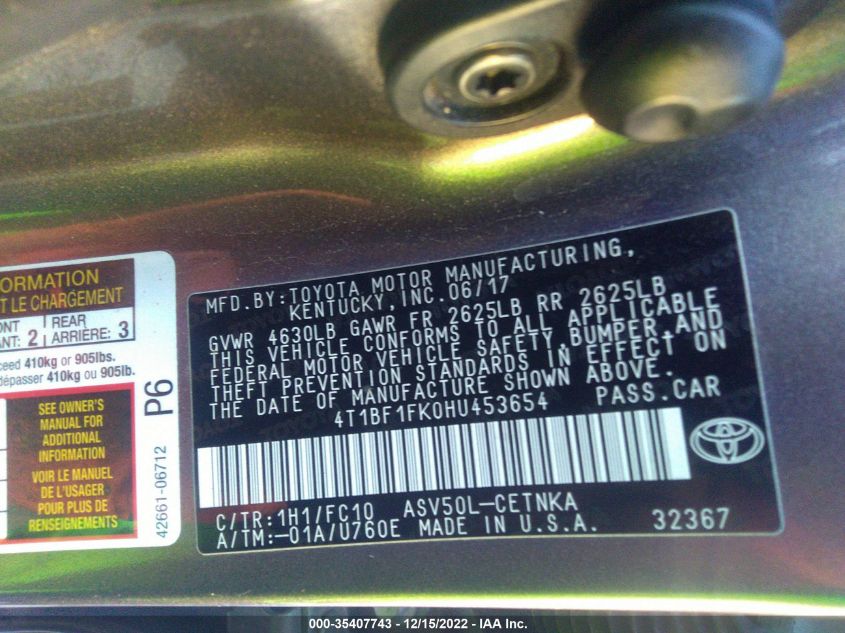 ORMATION
T LE CHARGEMENT
NT 2 REAR 3
ANT: ARRIÈRE:
ceed 410kg or 905lbs.
dépasser 410kg ou 905lb.
SEE OWNER'S
MANUAL FOR
ADDITIONAL
INFORMATION
VOIR LE MANUEL
DE L'USAGER
POUR PLUS DE
RENSEIGNEMENTS
P6
42661-06712
MFD.BY:TOYOTA MOTOR MANUFACTURING,
KENTUCKY, INC.06/17
GVWR 4630LB GAWR FR 2625LB RR 2625LB
THIS VEHICLE CONFORMS TO ALL APPLICABLE
FEDERAL MOTOR VEHICLE SAFETY,BUMPER,AND
THEFT PREVENTION STANDARDS IN EFFECT ON
THE DATE OF MANUFACTURE SHOWN ABOVE.
4T1BF1FK0HU453654 PASS.CAR
C/TR:1H1/FC10 ASV50L-CETNKA
A/TM:-01A/U760E MADE IN U.S.A. 32367
000-35407743 - 12/15/2022 - IAA Inc.